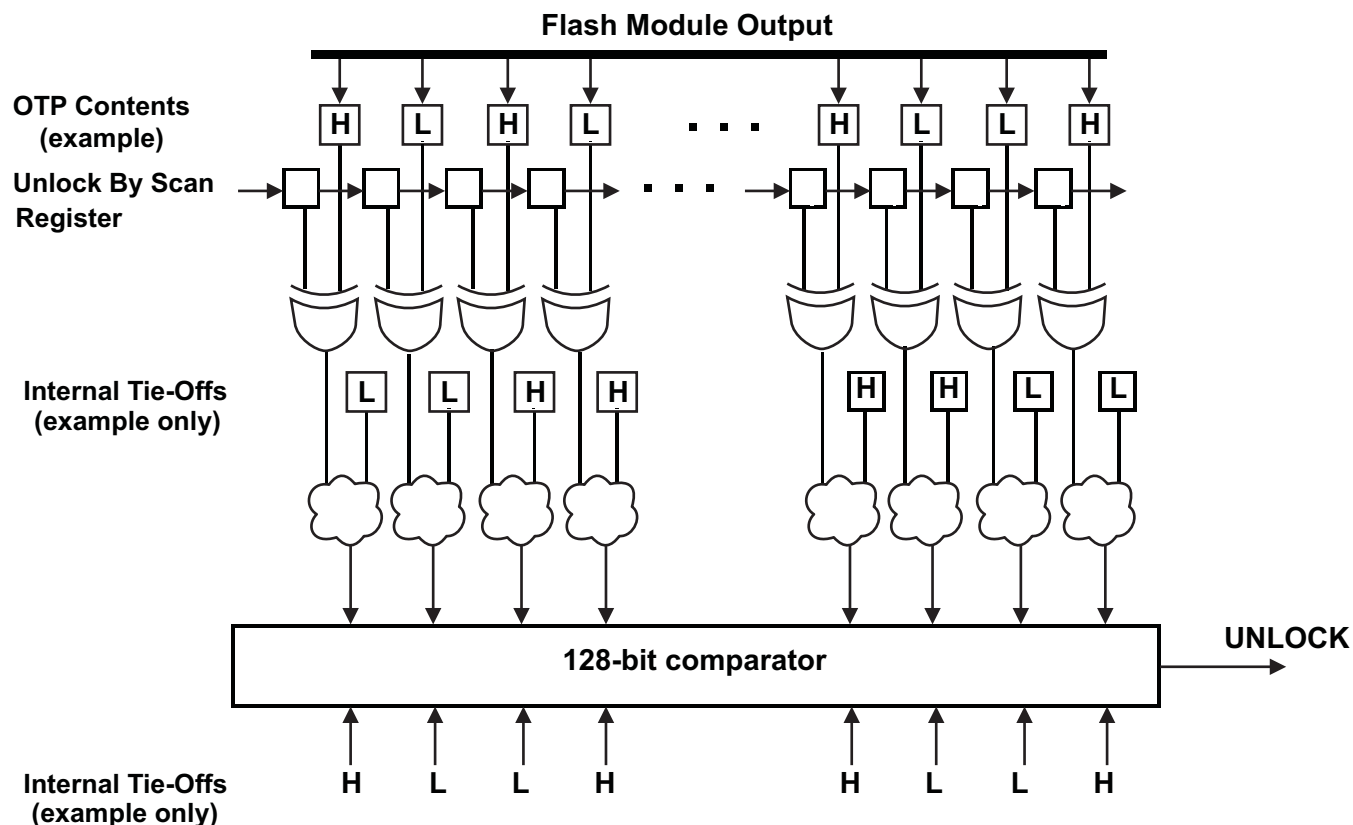 Flash Module Output
OTP Contents
(example)
H L H L . . . H L L H
Unlock By Scan
Register
. . .
Internal Tie-Offs
(example only)
L L H H H H L L
128-bit comparator
UNLOCK
Internal Tie-Offs
(example only)
H L L H H L L H